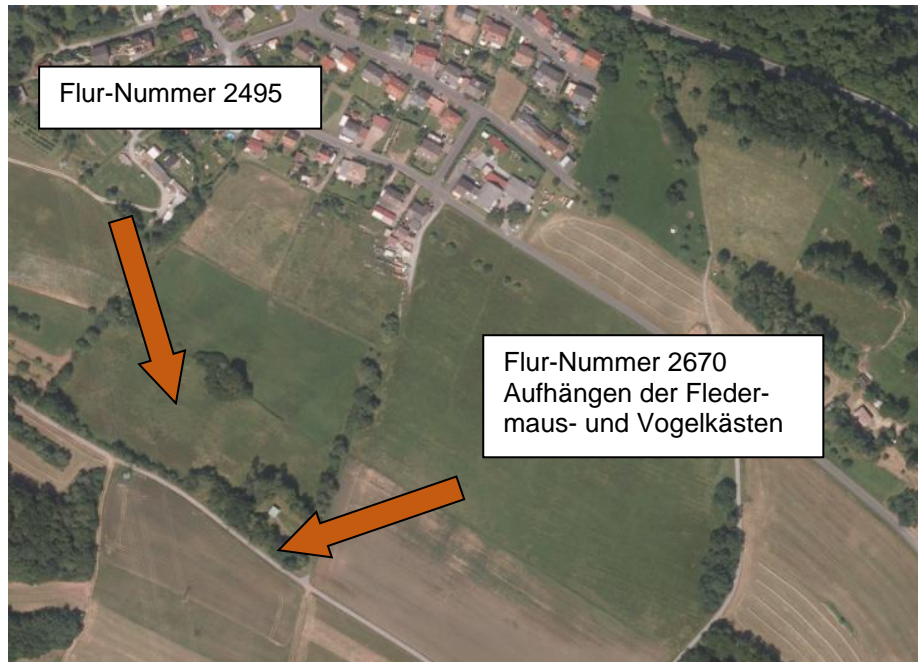 Flur-Nummer 2495
Flur-Nummer 2670
Aufhängen der Fleder-
maus- und Vogelkästen